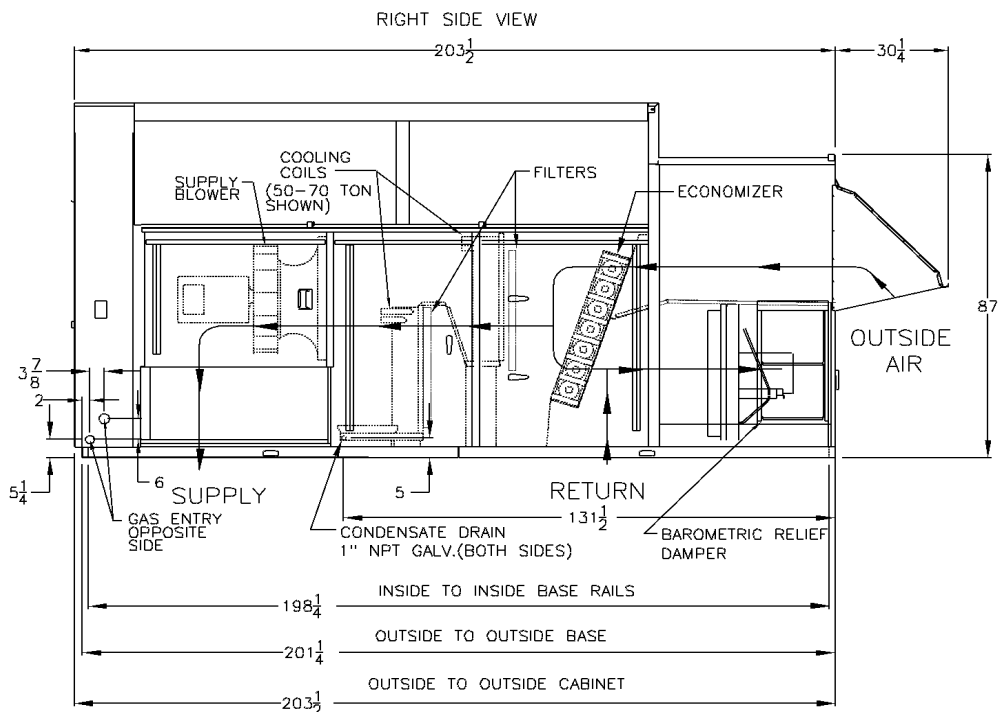 RIGHT SIDE VIEW
203 1/2
30 1/4
COOLING
COILS
(50-70 TON
SHOWN)
FILTERS
SUPPLY
BLOWER
ECONOMIZER
87
OUTSIDE
AIR
3 7/8
2
5 1/4
6
SUPPLY
5
RETURN
131 1/2
GAS ENTRY
OPPOSITE
SIDE
CONDENSATE DRAIN
1" NPT GALV.(BOTH SIDES)
BAROMETRIC RELIEF
DAMPER
INSIDE TO INSIDE BASE RAILS
198 1/4
OUTSIDE TO OUTSIDE BASE
201 1/4
OUTSIDE TO OUTSIDE CABINET
203 1/2